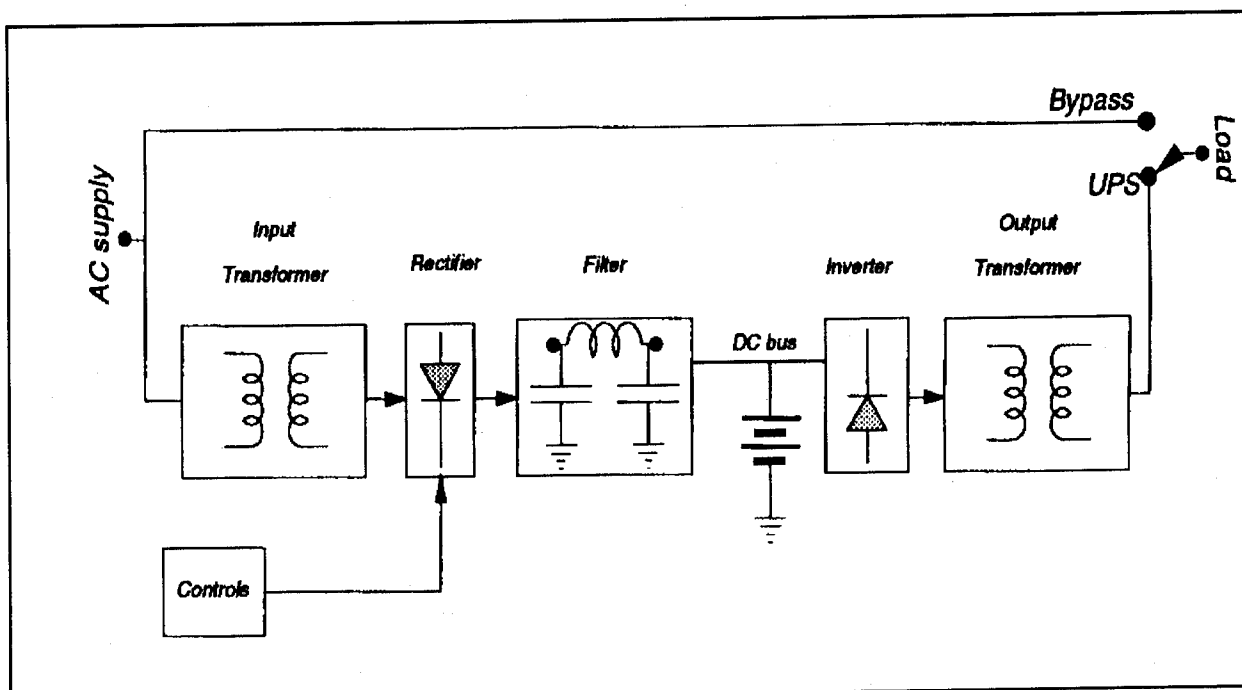 Bypass
Load
UPS
AC supply
Input
Transformer
Rectifier
Filter
DC bus
Inverter
Output
Transformer
Controls